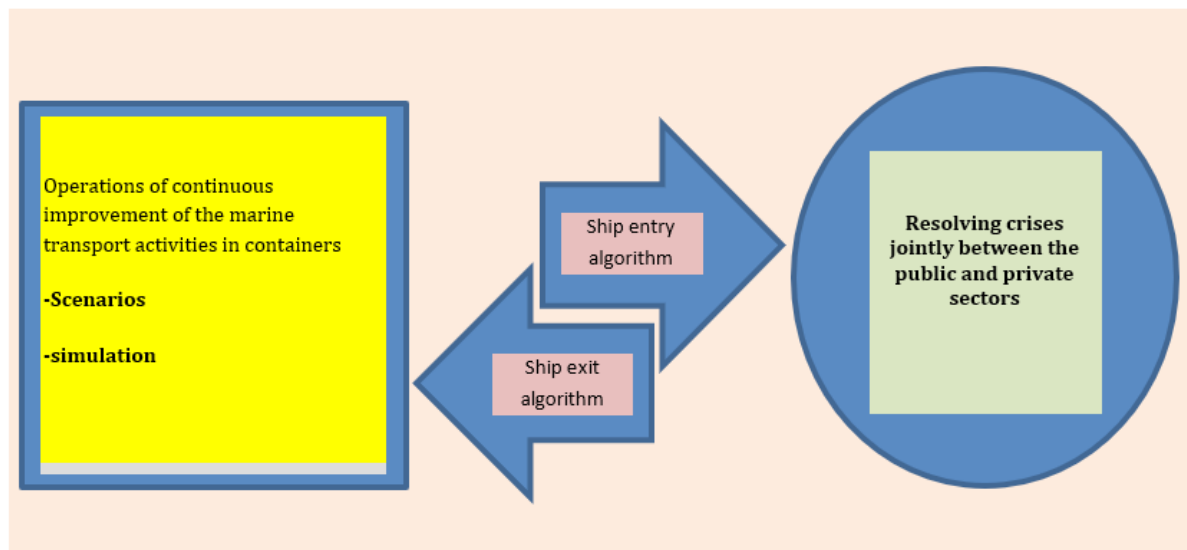 Operations of continuous
improvement of the marine
transport activities in containers
-Scenarios
-simulation
Ship entry
algorithm
Ship exit
algorithm
Resolving crises
jointly between the
public and private
sectors